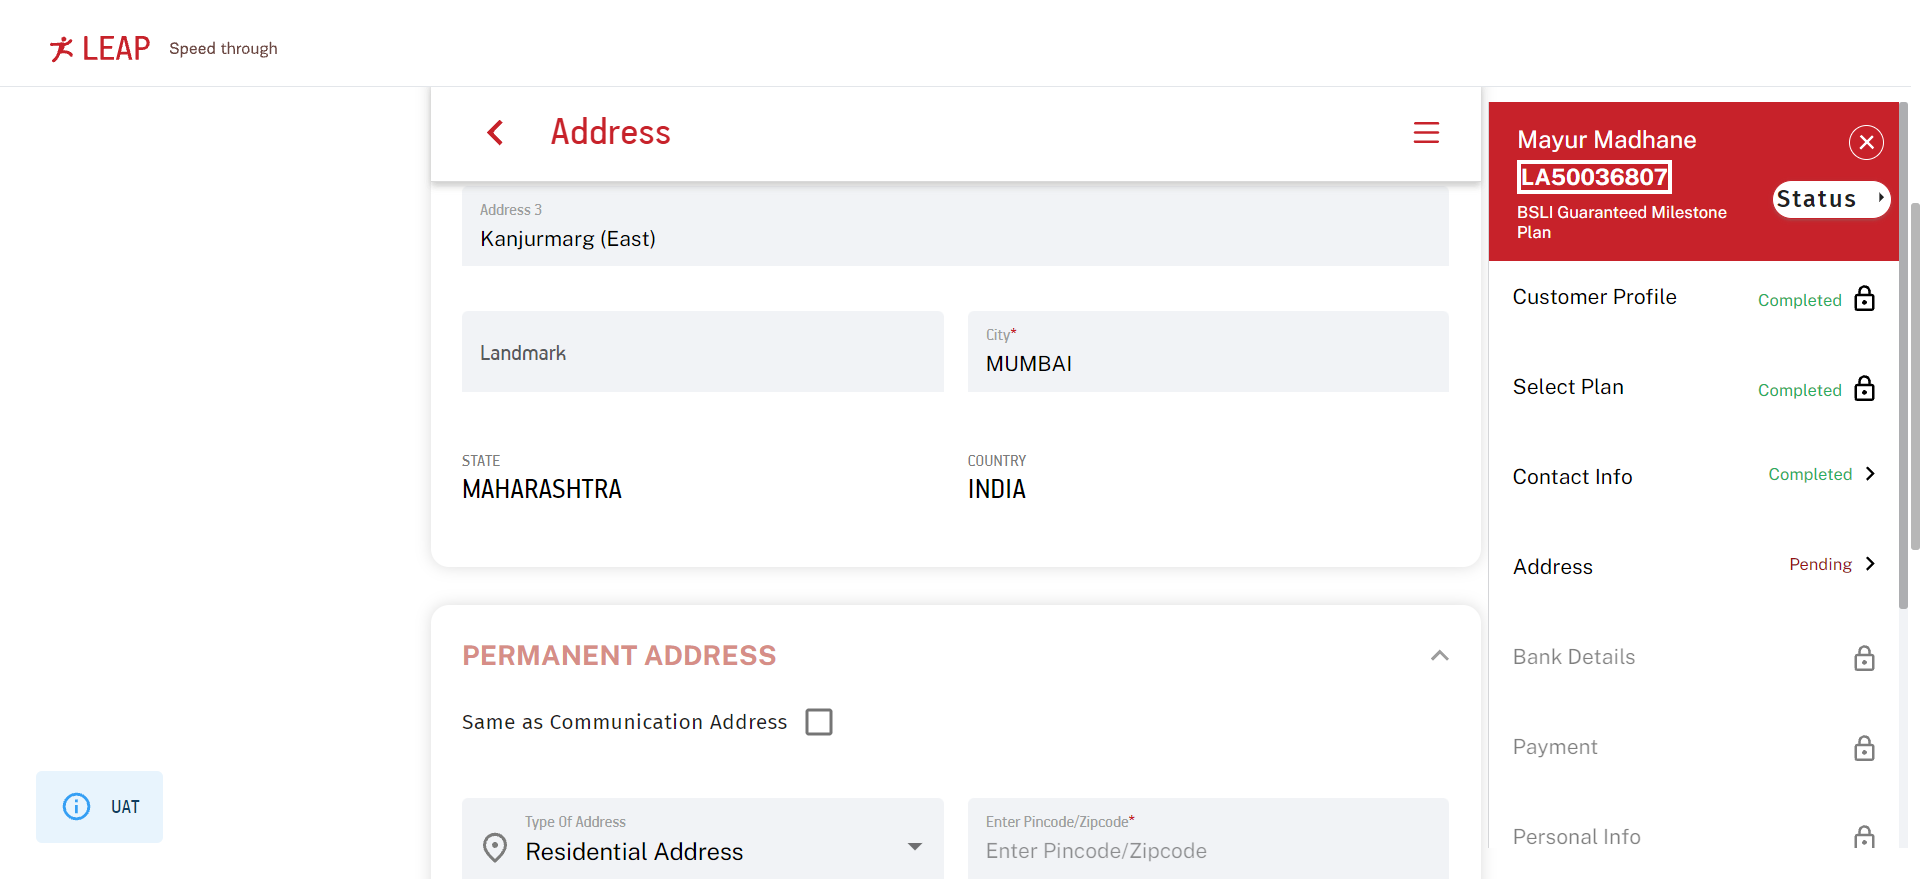 LEAP Speed through
Address
Address 3
Kanjurmarg (East)
Landmark
City*
MUMBAI
STATE
MAHARASHTRA
COUNTRY
INDIA
PERMANENT ADDRESS
Same as Communication Address
Type Of Address
Residential Address
Enter Pincode/Zipcode*
Enter Pincode/Zipcode
UAT
Mayur Madhane
LA50036807
Status
BSLI Guaranteed Milestone
Plan
Customer Profile Completed
Select Plan Completed
Contact Info Completed
Address Pending
Bank Details
Payment
Personal Info